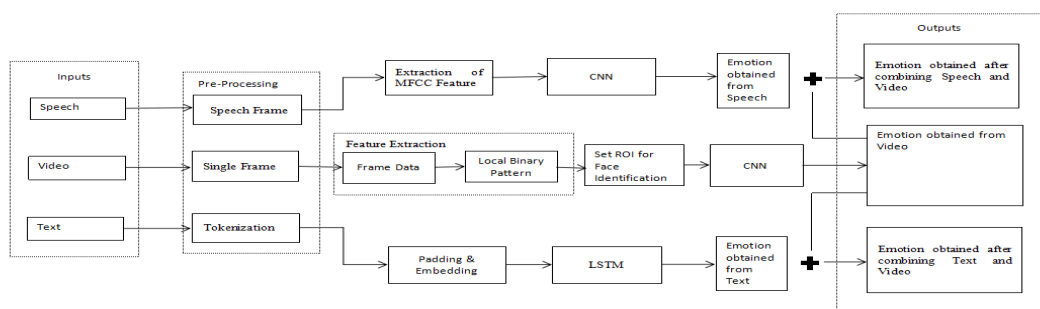 Outputs
Inputs
Pre-Processing
Speech
Speech Frame
Extraction of
MFCC Feature
CNN
Emotion
obtained
from
Speech
Emotion obtained after
combining Speech and
Video
Video
Single Frame
Feature Extraction
Frame Data
Local Binary
Pattern
Set ROI for
Face
Identification
CNN
Emotion obtained from
Video
Text
Tokenization
Padding &
Embedding
LSTM
Emotion
obtained
from
Text
Emotion obtained after
combining Text and
Video